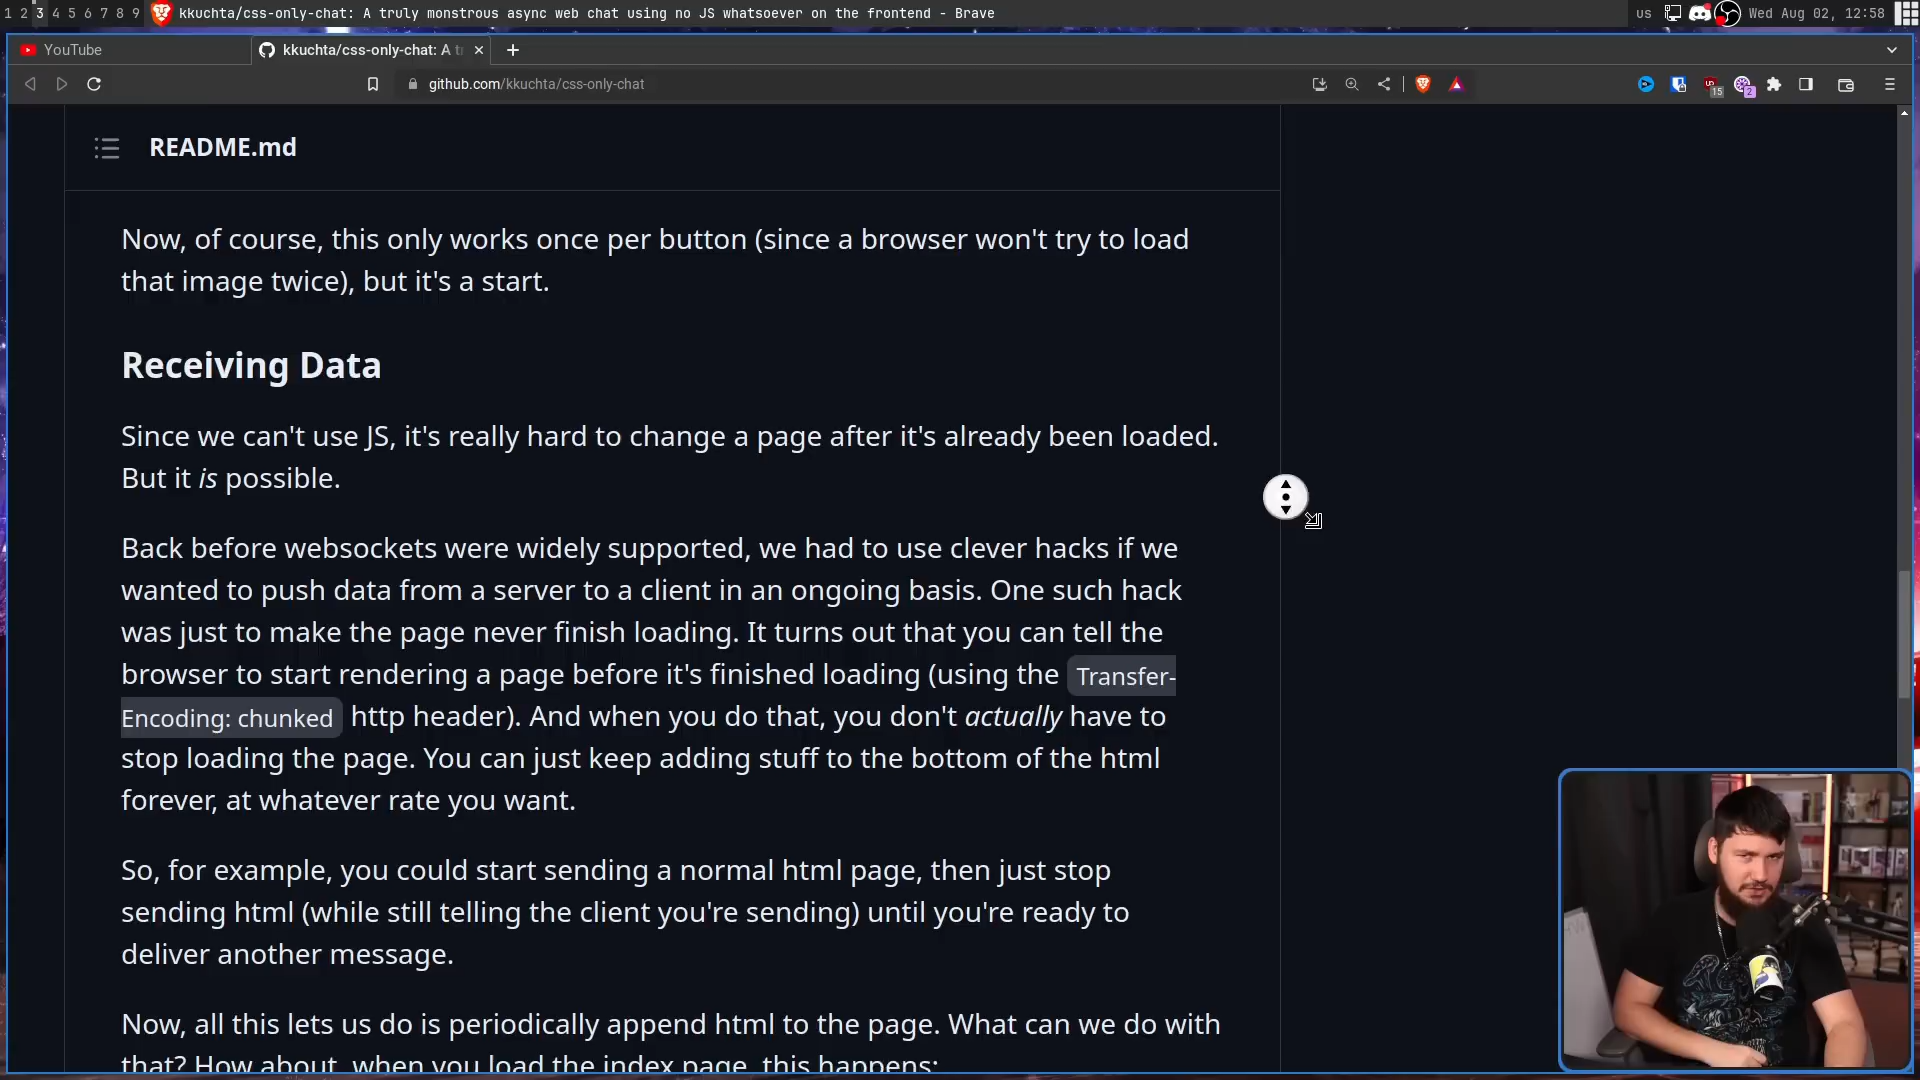 1 2 3 4 5 6 7 8 9 kkuchta/css-only-chat: A truly monstrous async web chat using no JS whatsoever on the frontend - Brave us Wed Aug 02, 12:58
YouTube kkuchta/css-only-chat: A t
github.com/kkuchta/css-only-chat 15 2
README.md
Now, of course, this only works once per button (since a browser won't try to load
that image twice), but it's a start.
Receiving Data
Since we can't use JS, it's really hard to change a page after it's already been loaded.
But it is possible.
Back before websockets were widely supported, we had to use clever hacks if we
wanted to push data from a server to a client in an ongoing basis. One such hack
was just to make the page never finish loading. It turns out that you can tell the
browser to start rendering a page before it's finished loading (using the Transfer-
Encoding: chunked http header). And when you do that, you don't actually have to
stop loading the page. You can just keep adding stuff to the bottom of the html
forever, at whatever rate you want.
So, for example, you could start sending a normal html page, then just stop
sending html (while still telling the client you're sending) until you're ready to
deliver another message.
Now, all this lets us do is periodically append html to the page. What can we do with
that? How about, when you load the index page, this happens: